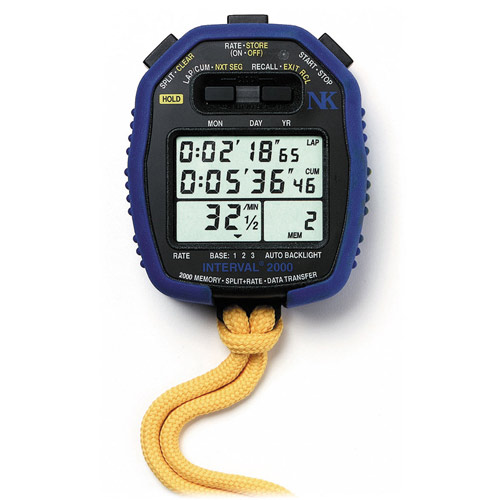 RATE • STORE
(ON • OFF)
SPLIT • CLEAR
LAP/CUM • NXT SEG
RECALL • EXIT RCL
START • STOP
HOLD
NK
MON DAY YR
0:02'18"65 LAP
0:05'36"46 CUM
32 1/2 /MIN
2 MEM
RATE BASE: 1 2 3 AUTO BACKLIGHT
INTERVAL® 2000
2000 MEMORY • SPLIT+RATE • DATA TRANSFER